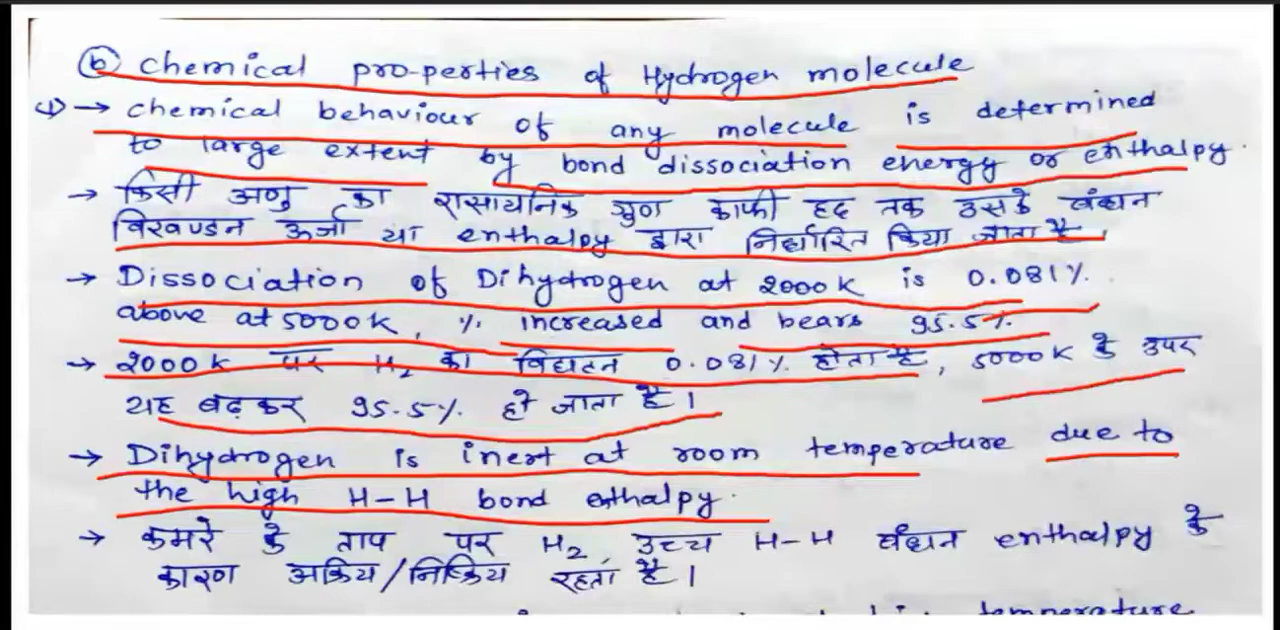 (b) Chemical pro-perties of Hydrogen molecule
(1) → chemical behaviour of any molecule is determined
to large extent by bond dissociation energy or enthalpy.
→ किसी अणु का रासायनिक गुण काफी हद तक उसके बंधन
विखण्डन ऊर्जा या enthalpy द्वारा निर्धारित किया जाता है।
→ Dissociation of Dihydrogen at 2000K is 0.081%.
above at 5000K, % increased and bears 95.5%.
→ 2000K पर H₂ का विघटन 0.081% होता है, 5000K के उपर
यह बढ़कर 95.5% हो जाता है।
→ Dihydrogen is inert at room temperature due to
the high H-H bond enthalpy.
→ कमरे के ताप पर H₂, उच्च H-H बंधन enthalpy के
कारण अक्रिय/निष्क्रिय रहता है।
temperature